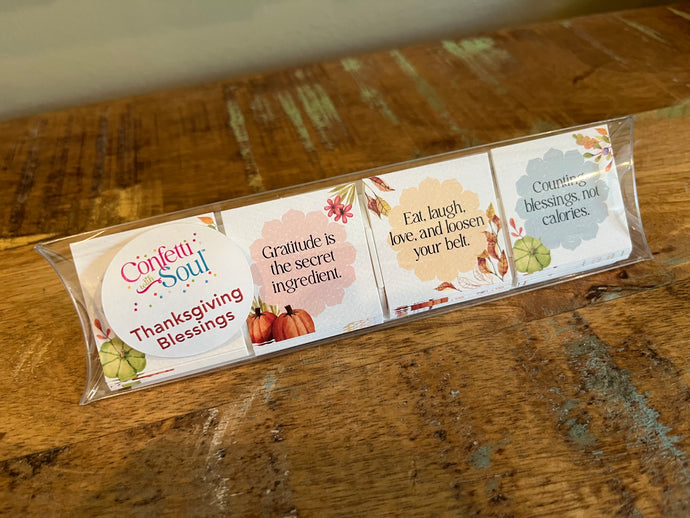 Confetti
with
Soul
Thanksgiving
Blessings
Gratitude is
the secret
ingredient.
Eat, laugh,
love, and loosen
your belt.
Counting
blessings, not
calories.